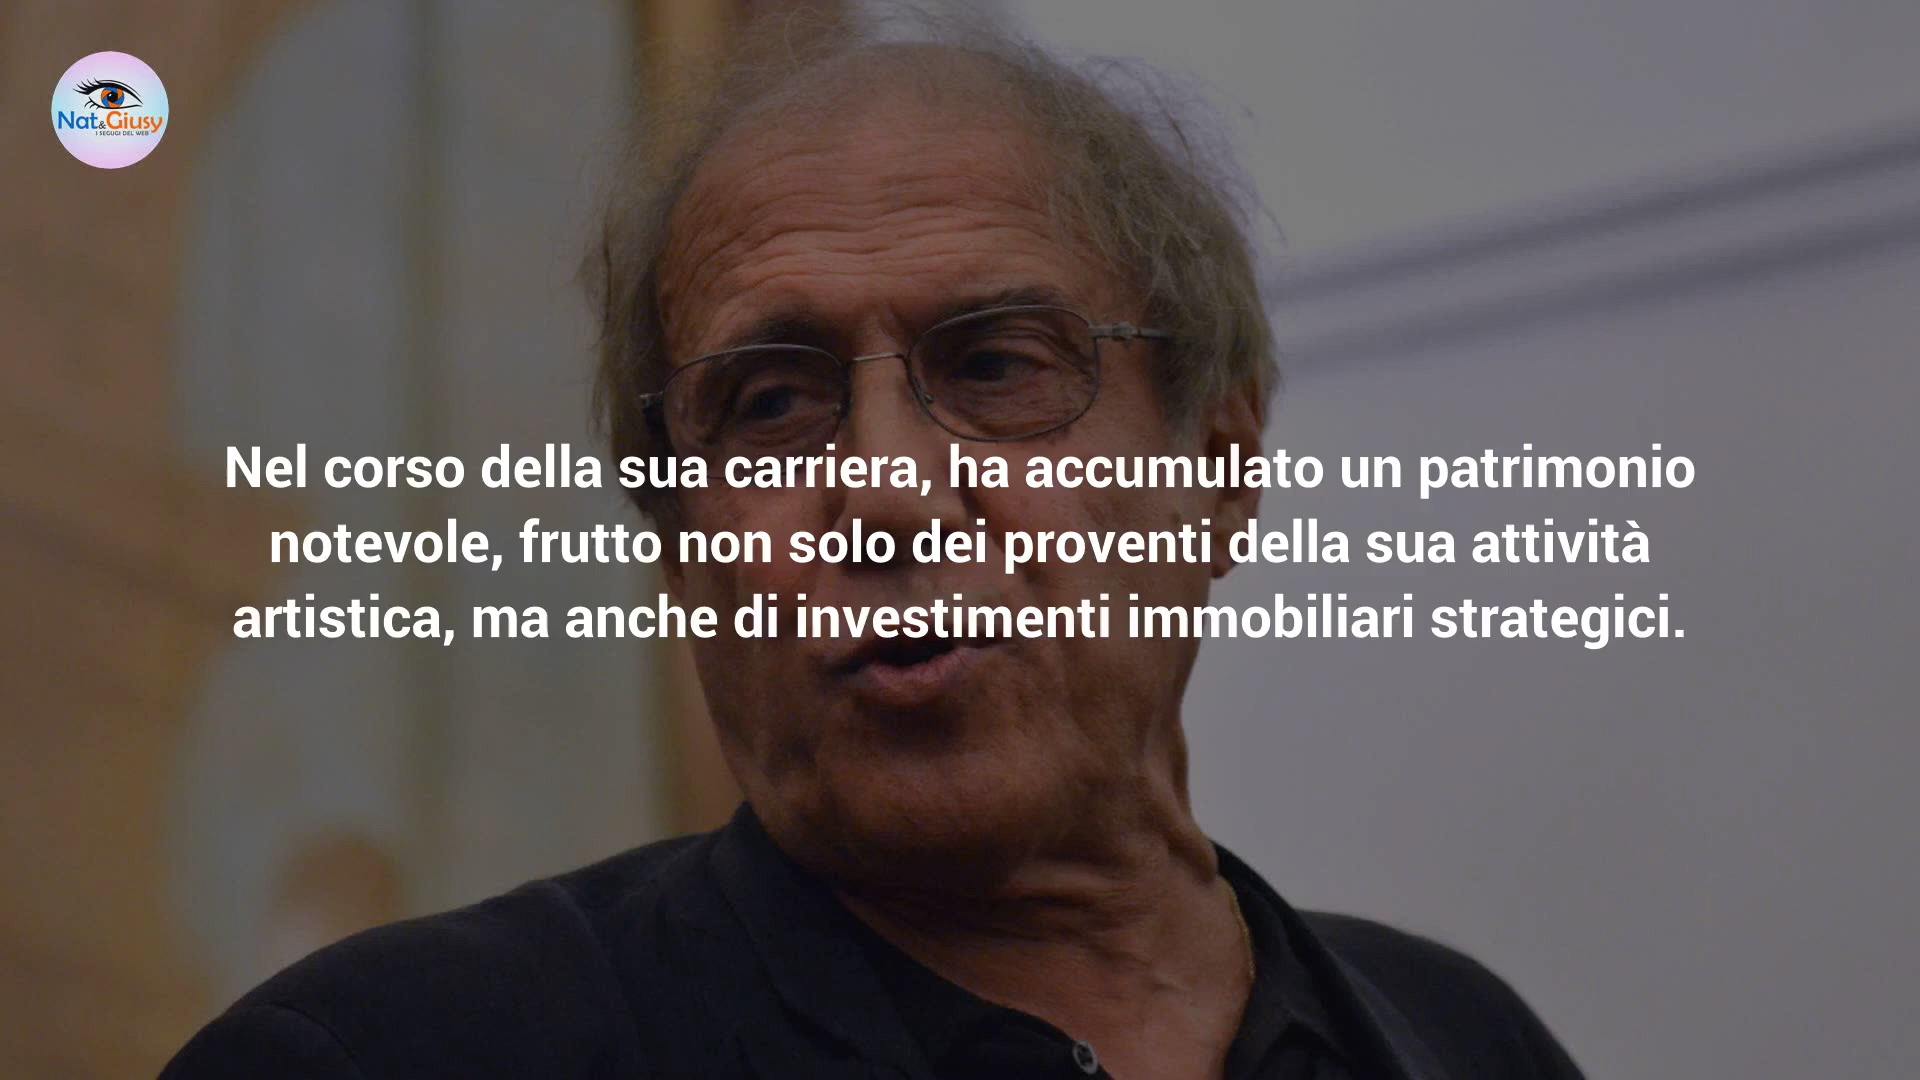 Nat&Giusy
I SEGUGI DEL WEB
Nel corso della sua carriera, ha accumulato un patrimonio
notevole, frutto non solo dei proventi della sua attività
artistica, ma anche di investimenti immobiliari strategici.